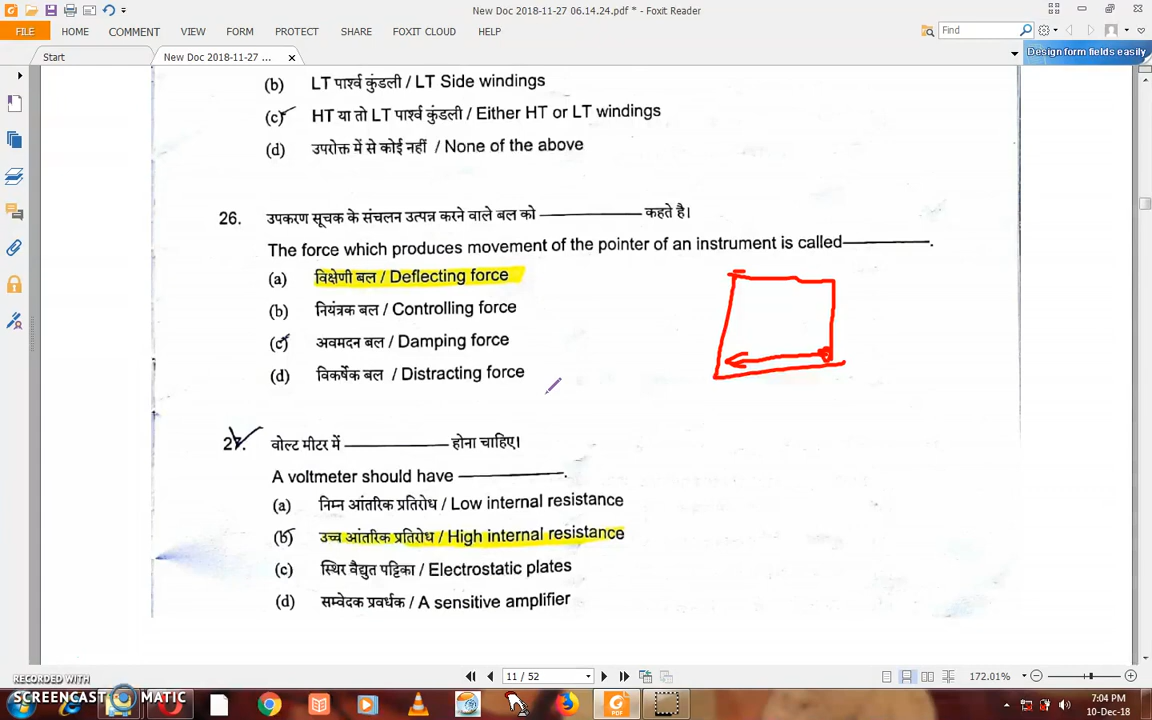 New Doc 2018-11-27 06.14.24.pdf * - Foxit Reader
FILE HOME COMMENT VIEW FORM PROTECT SHARE FOXIT CLOUD HELP Find
Start New Doc 2018-11-27 ... Design form fields easily
(b) LT पार्श्व कुंडली / LT Side windings
(c) HT या तो LT पार्श्व कुंडली / Either HT or LT windings
(d) उपरोक्त में से कोई नहीं / None of the above
26. उपकरण सूचक के संचलन उत्पन्न करने वाले बल को __________ कहते है।
The force which produces movement of the pointer of an instrument is called__________.
(a) विक्षेणी बल / Deflecting force
(b) नियंत्रक बल / Controlling force
(c) अवमदन बल / Damping force
(d) विकर्षेक बल / Distracting force
27. वोल्ट मीटर में __________ होना चाहिए।
A voltmeter should have __________.
(a) निम्न आंतरिक प्रतिरोध / Low internal resistance
(b) उच्च आंतरिक प्रतिरोध / High internal resistance
(c) स्थिर वैद्युत पट्टिका / Electrostatic plates
(d) सम्वेदक प्रवर्धक / A sensitive amplifier
11 / 52 172.01%
RECORDED WITH
SCREENCAST MATIC
7:04 PM
10-Dec-18